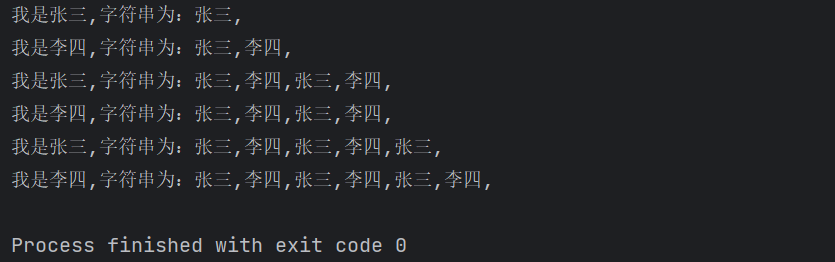 我是张三,字符串为：张三,
我是李四,字符串为：张三,李四,
我是张三,字符串为：张三,李四,张三,李四,
我是李四,字符串为：张三,李四,张三,李四,
我是张三,字符串为：张三,李四,张三,李四,张三,
我是李四,字符串为：张三,李四,张三,李四,张三,李四,
Process finished with exit code 0